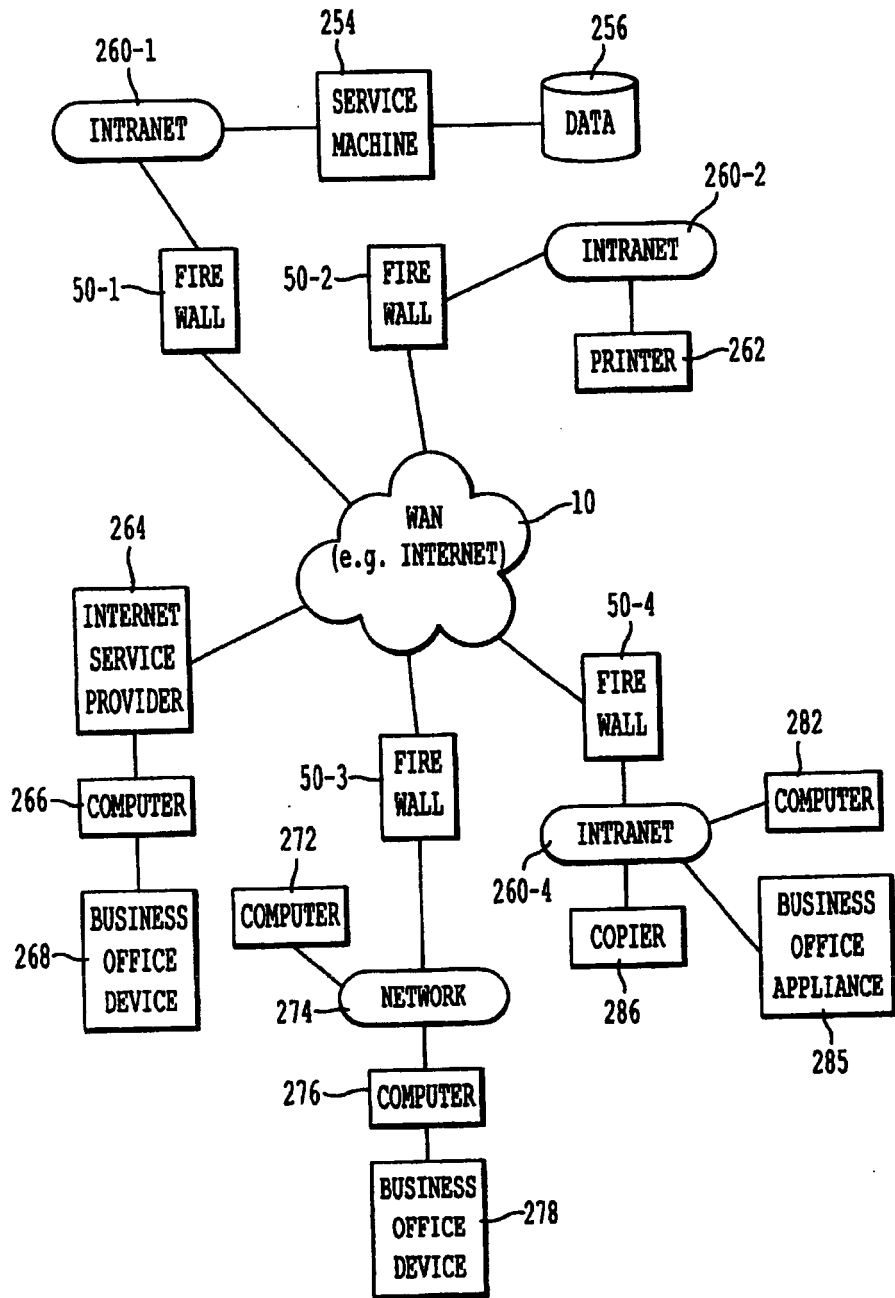 260-1
254
256
INTRANET
SERVICE
MACHINE
DATA
260-2
50-1
FIRE
WALL
50-2
FIRE
WALL
INTRANET
PRINTER
262
WAN
(e.g. INTERNET)
10
264
INTERNET
SERVICE
PROVIDER
50-4
FIRE
WALL
50-3
FIRE
WALL
282
266
COMPUTER
COMPUTER
INTRANET
260-4
272
COMPUTER
268
BUSINESS
OFFICE
DEVICE
COPIER
286
BUSINESS
OFFICE
APPLIANCE
285
274
NETWORK
276
COMPUTER
BUSINESS
OFFICE
DEVICE
278